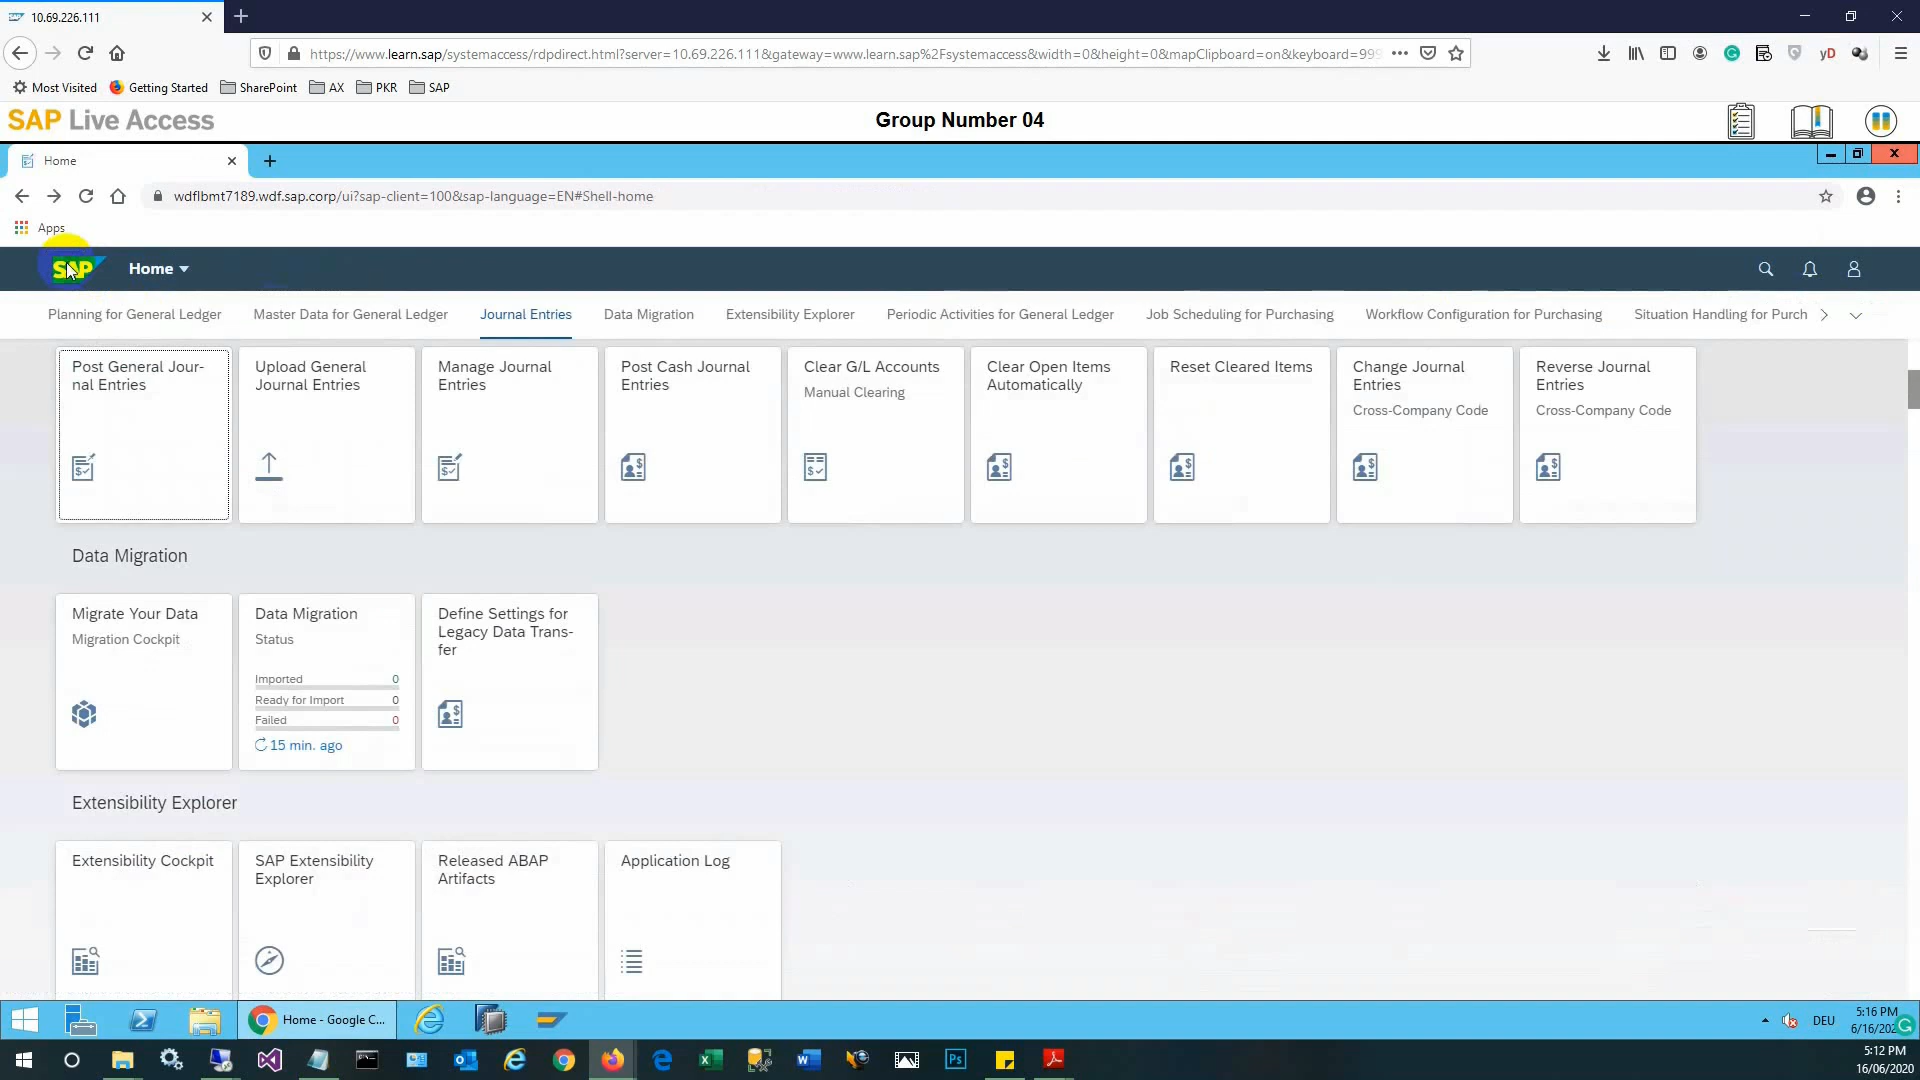 10.69.226.111
https://www.learn.sap/systemaccess/rdpdirect.html?server=10.69.226.111&gateway=www.learn.sap%2Fsystemaccess&width=0&height=0&mapClipboard=on&keyboard=999
Most Visited Getting Started SharePoint AX PKR SAP
SAP Live Access Group Number 04
Home
wdflbmt7189.wdf.sap.corp/ui?sap-client=100&sap-language=EN#Shell-home
Apps
SAP Home
Planning for General Ledger Master Data for General Ledger Journal Entries Data Migration Extensibility Explorer Periodic Activities for General Ledger Job Scheduling for Purchasing Workflow Configuration for Purchasing Situation Handling for Purch
Post General Jour-
nal Entries
Upload General
Journal Entries
Manage Journal
Entries
Post Cash Journal
Entries
Clear G/L Accounts
Manual Clearing
Clear Open Items
Automatically
Reset Cleared Items
Change Journal
Entries
Cross-Company Code
Reverse Journal
Entries
Cross-Company Code
Data Migration
Migrate Your Data
Migration Cockpit
Data Migration
Status
Imported 0
Ready for Import 0
Failed 0
15 min. ago
Define Settings for
Legacy Data Trans-
fer
Extensibility Explorer
Extensibility Cockpit
SAP Extensibility
Explorer
Released ABAP
Artifacts
Application Log
Home - Google C...
DEU
5:16 PM
6/16/202
5:12 PM
16/06/2020